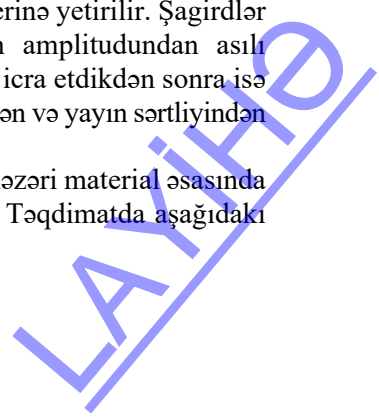 ərinə yetirilir. Şagirdlər
amplitudundan asılı
icra etdikdən sonra isə
ən və yayın sərtliyindən
əzəri material əsasında
Təqdimatda aşağıdakı
LAYİHƏ